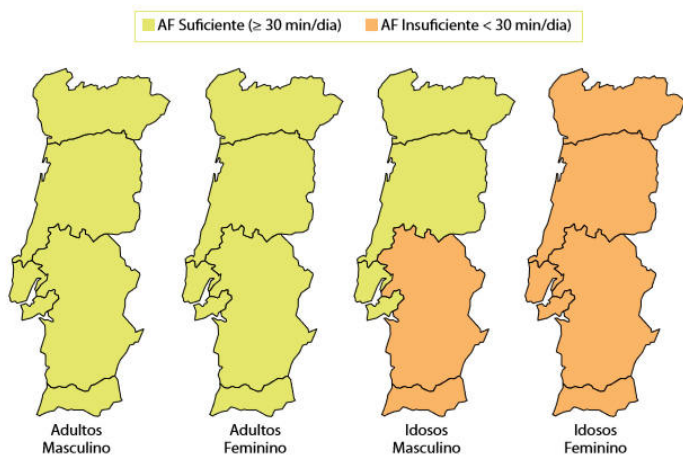 AF Suficiente (≥ 30 min/dia) AF Insuficiente < 30 min/dia)
Adultos Masculino
Adultos Feminino
Idosos Masculino
Idosos Feminino